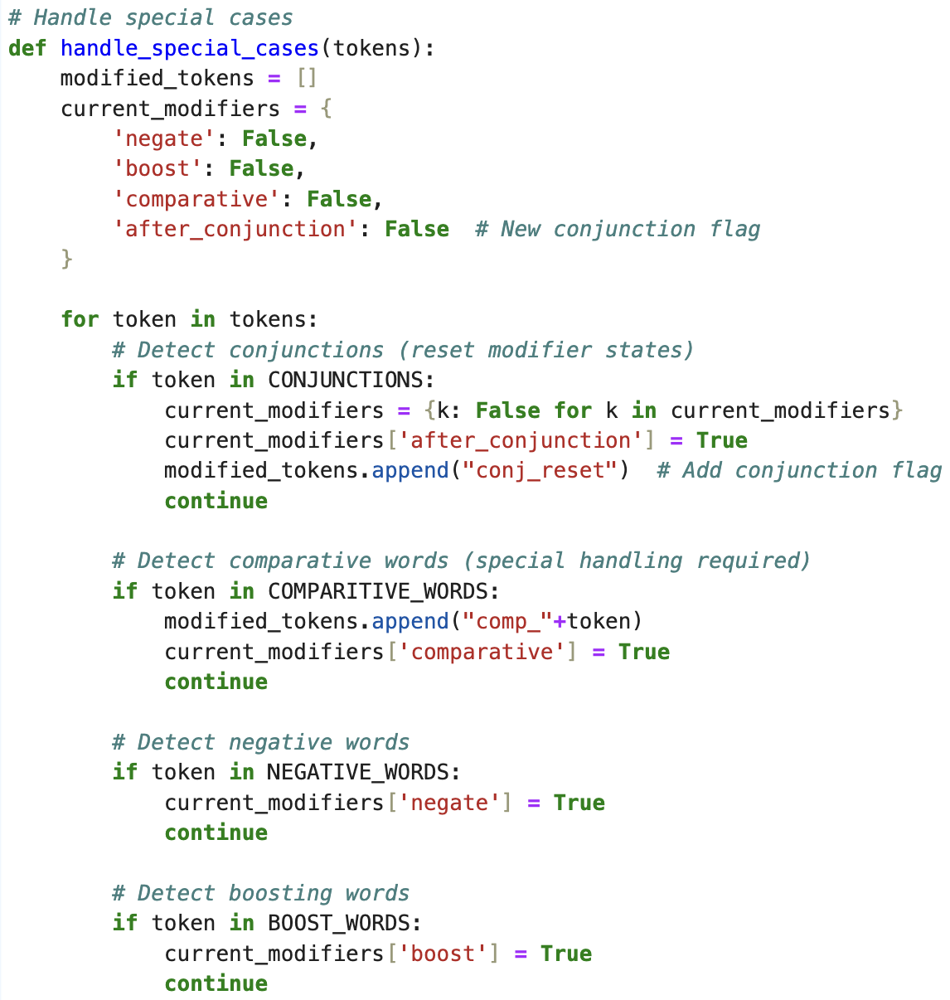 # Handle special cases
def handle_special_cases(tokens):
    modified_tokens = []
    current_modifiers = {
        'negate': False,
        'boost': False,
        'comparative': False,
        'after_conjunction': False  # New conjunction flag
    }

    for token in tokens:
        # Detect conjunctions (reset modifier states)
        if token in CONJUNCTIONS:
            current_modifiers = {k: False for k in current_modifiers}
            current_modifiers['after_conjunction'] = True
            modified_tokens.append("conj_reset")  # Add conjunction flag
            continue

        # Detect comparative words (special handling required)
        if token in COMPARITIVE_WORDS:
            modified_tokens.append("comp_"+token)
            current_modifiers['comparative'] = True
            continue

        # Detect negative words
        if token in NEGATIVE_WORDS:
            current_modifiers['negate'] = True
            continue

        # Detect boosting words
        if token in BOOST_WORDS:
            current_modifiers['boost'] = True
            continue